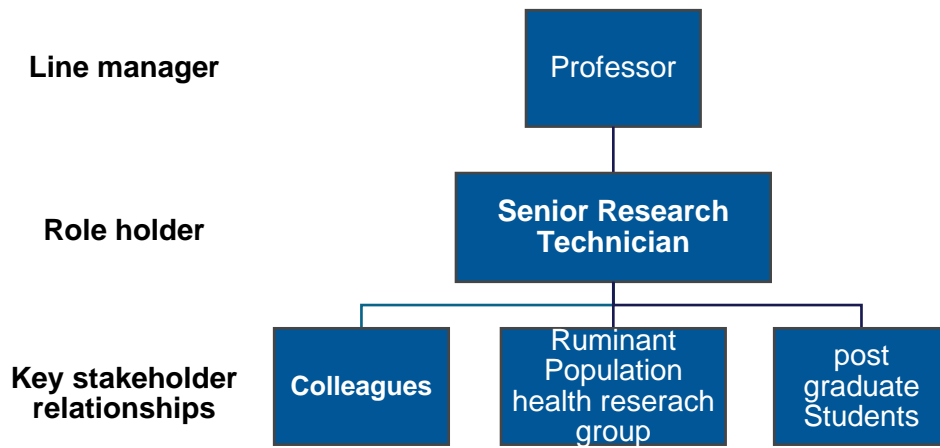 Line manager
Professor
Role holder
Senior Research
Technician
Key stakeholder
relationships
Colleagues
Ruminant
Population
health reserach
group
post
graduate
Students